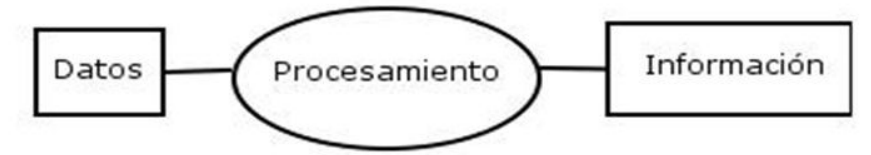 Datos
Procesamiento
Información